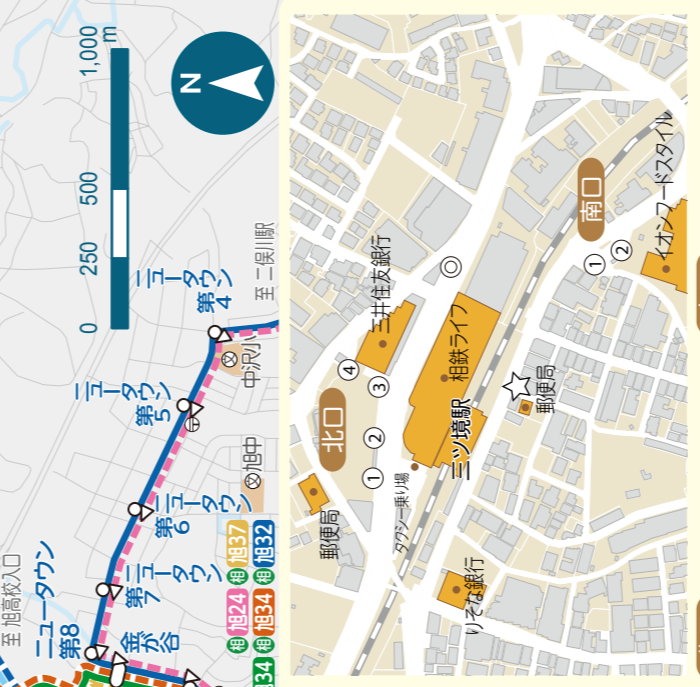 至 旭高校入口
ニュータウン
第8
金が谷
ニュータウン
第7
ニュータウン
第6
ニュータウン
第5
ニュータウン
第4
至 二俣川駅
中沢小
旭中
0 250 500 1,000
m
N
相 旭24 相 旭37
34 相 旭34 相 旭32
北口
郵便局
三井住友銀行
① ② ③ ④
タクシー乗り場
三ツ境駅
相鉄ライフ
南口
① ②
イオンフードスタイル
郵便局
りそな銀行